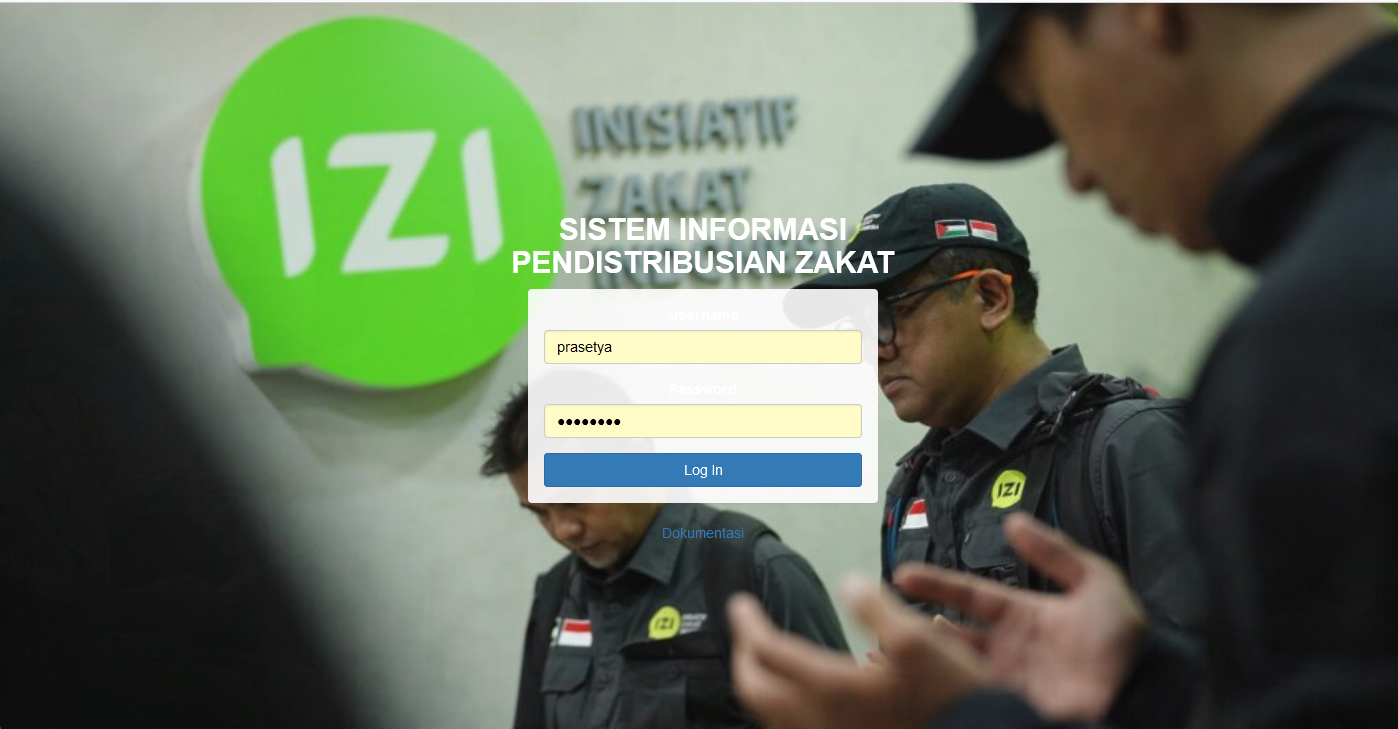 IZI
INISIATIF
ZAKAT
SISTEM INFORMASI
PENDISTRIBUSIAN ZAKAT
Username
prasetya
Password
••••••••
Log In
Dokumentasi
IZI
IZI